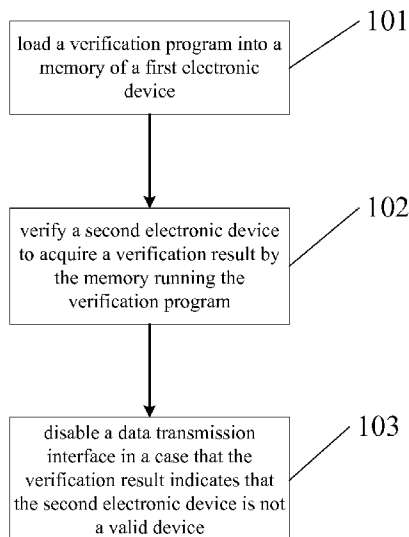 101
load a verification program into a
memory of a first electronic
device
102
verify a second electronic device
to acquire a verification result by
the memory running the
verification program
103
disable a data transmission
interface in a case that the
verification result indicates that
the second electronic device is not
a valid device